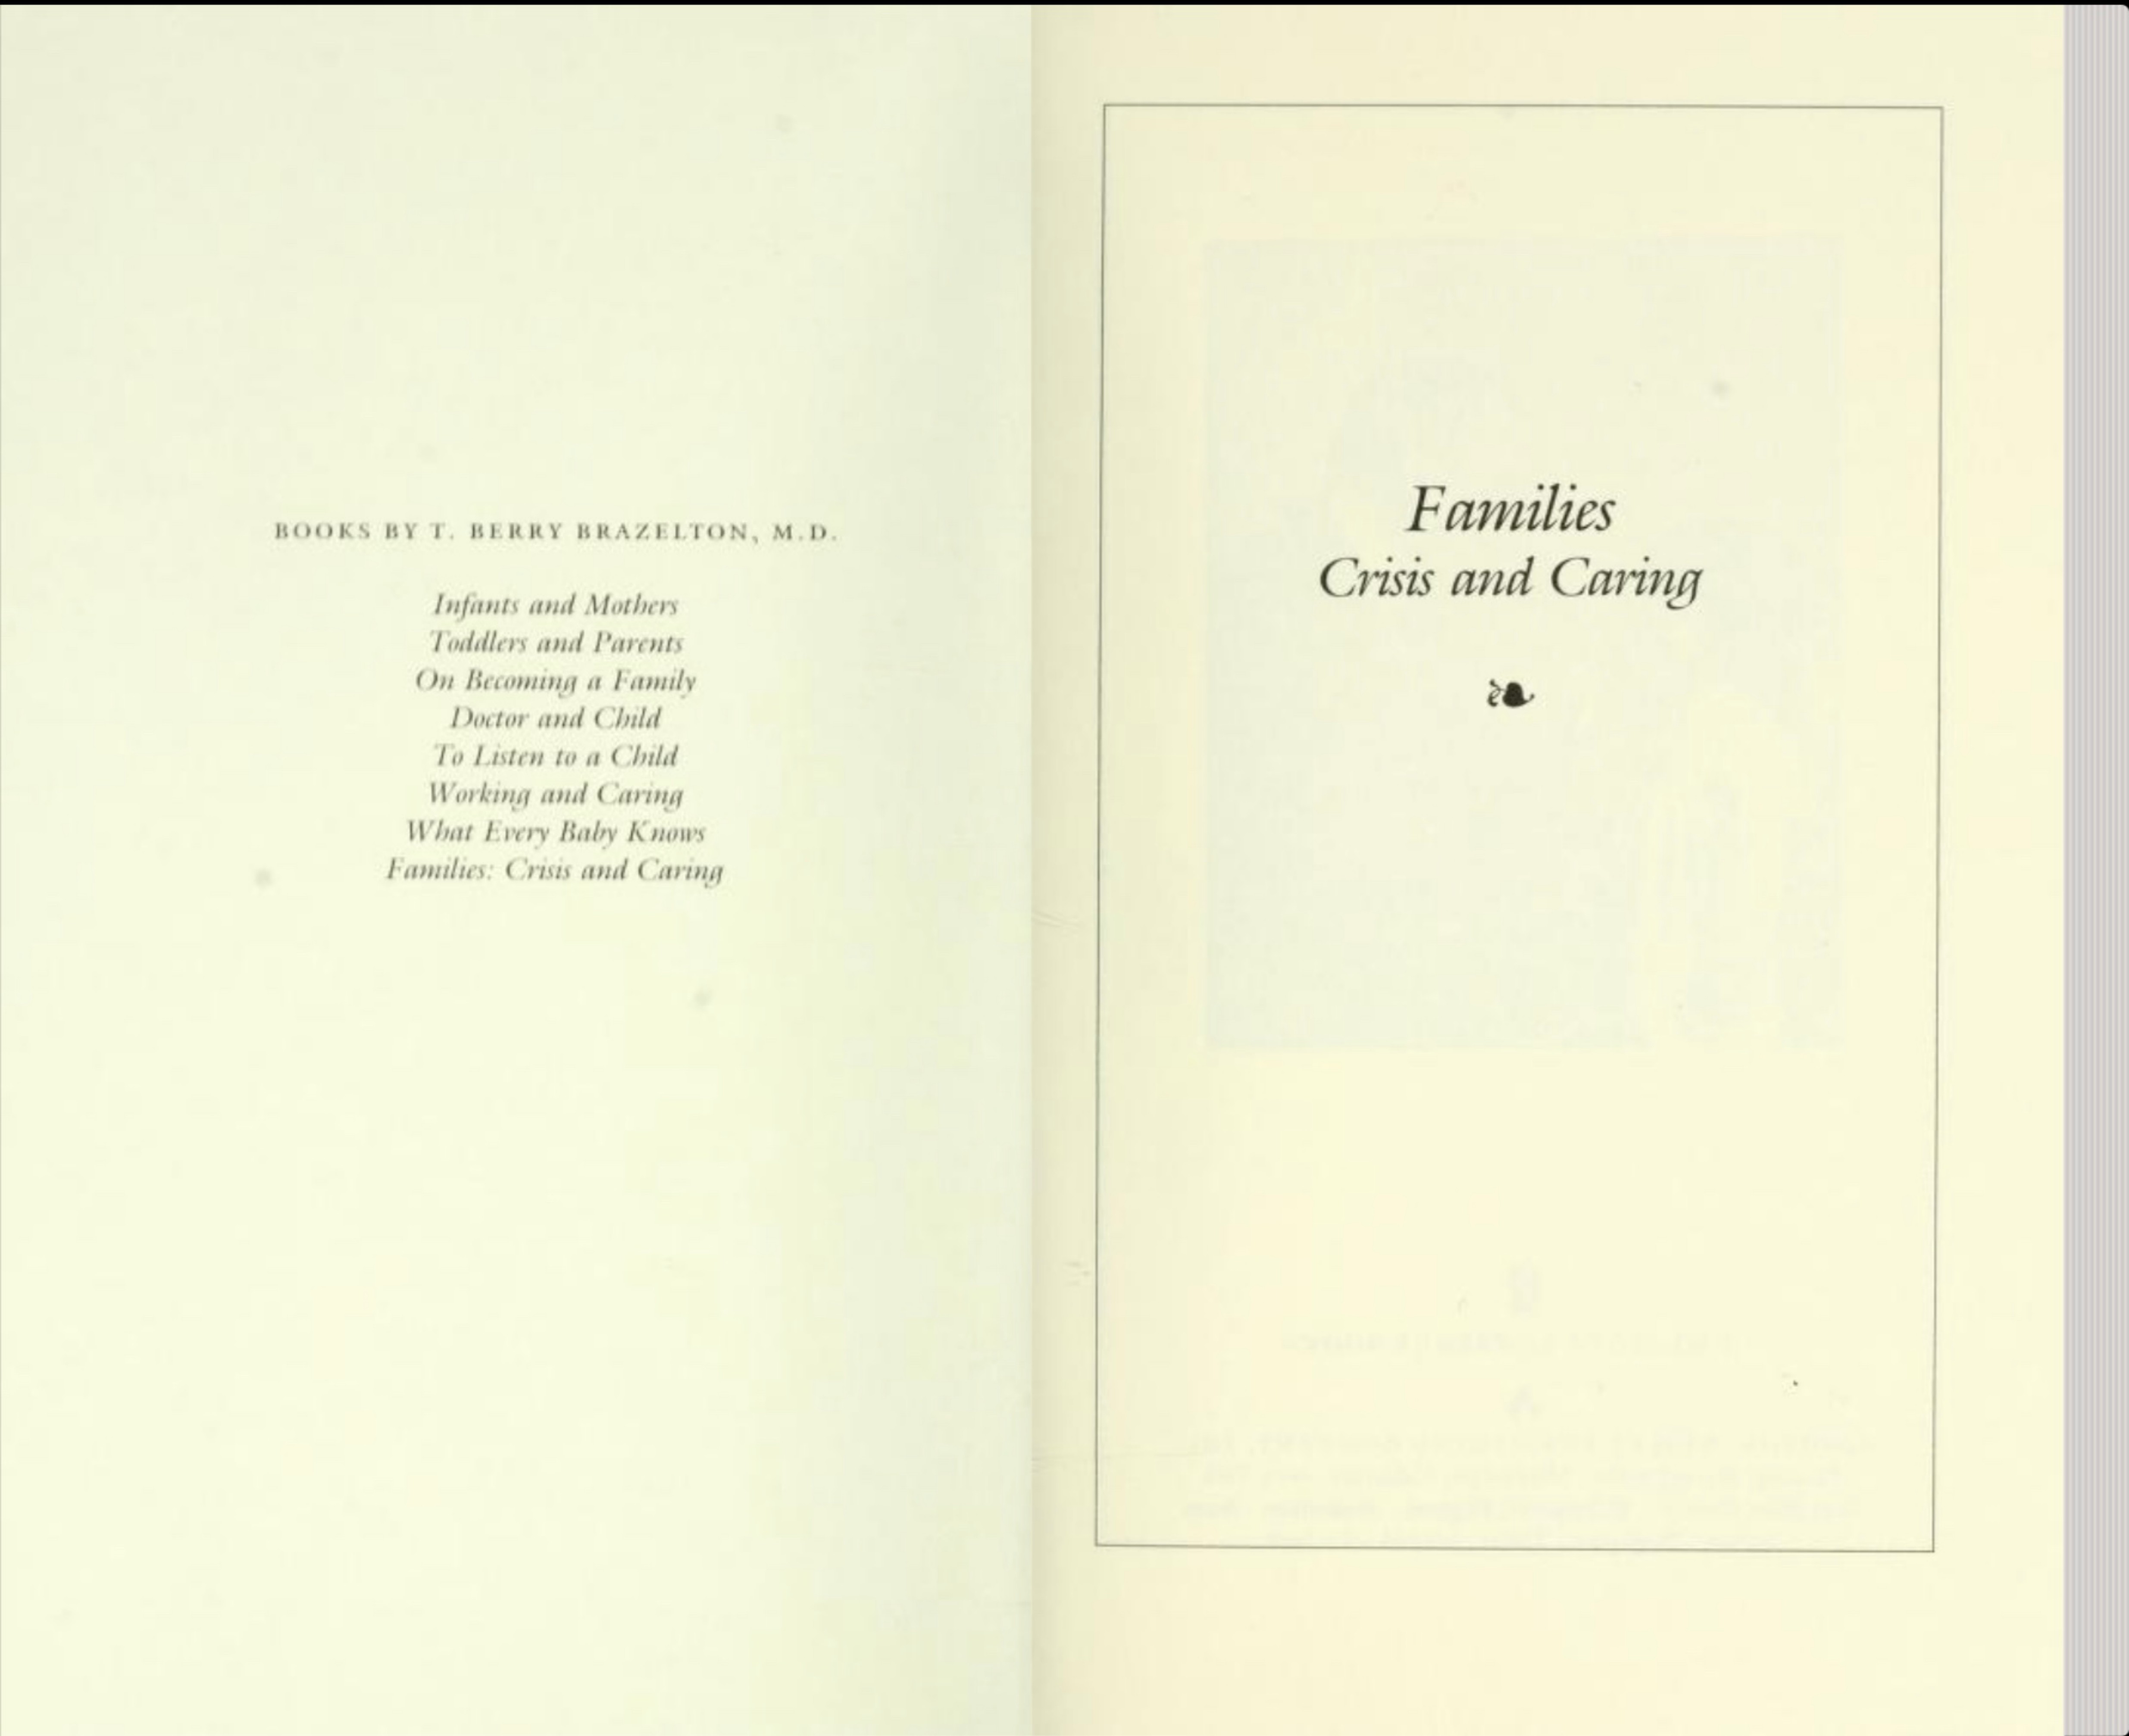 BOOKS BY T. BERRY BRAZELTON, M.D.
Infants and Mothers
Toddlers and Parents
On Becoming a Family
Doctor and Child
To Listen to a Child
Working and Caring
What Every Baby Knows
Families: Crisis and Caring
Families
Crisis and Caring